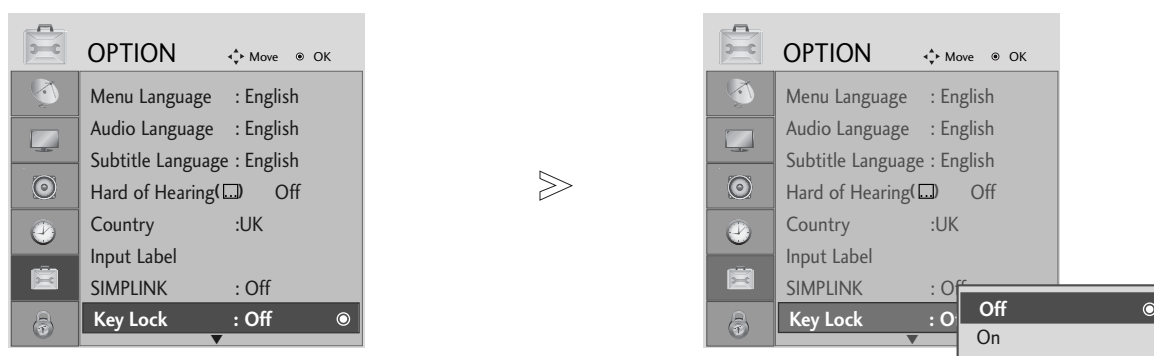 OPTION Move OK
Menu Language : English
Audio Language : English
Subtitle Language : English
Hard of Hearing( ) Off
Country :UK
Input Label
SIMPLINK : Off
Key Lock : Off
OPTION Move OK
Menu Language : English
Audio Language : English
Subtitle Language : English
Hard of Hearing( ) Off
Country :UK
Input Label
SIMPLINK : Off
Key Lock : O
Off
On